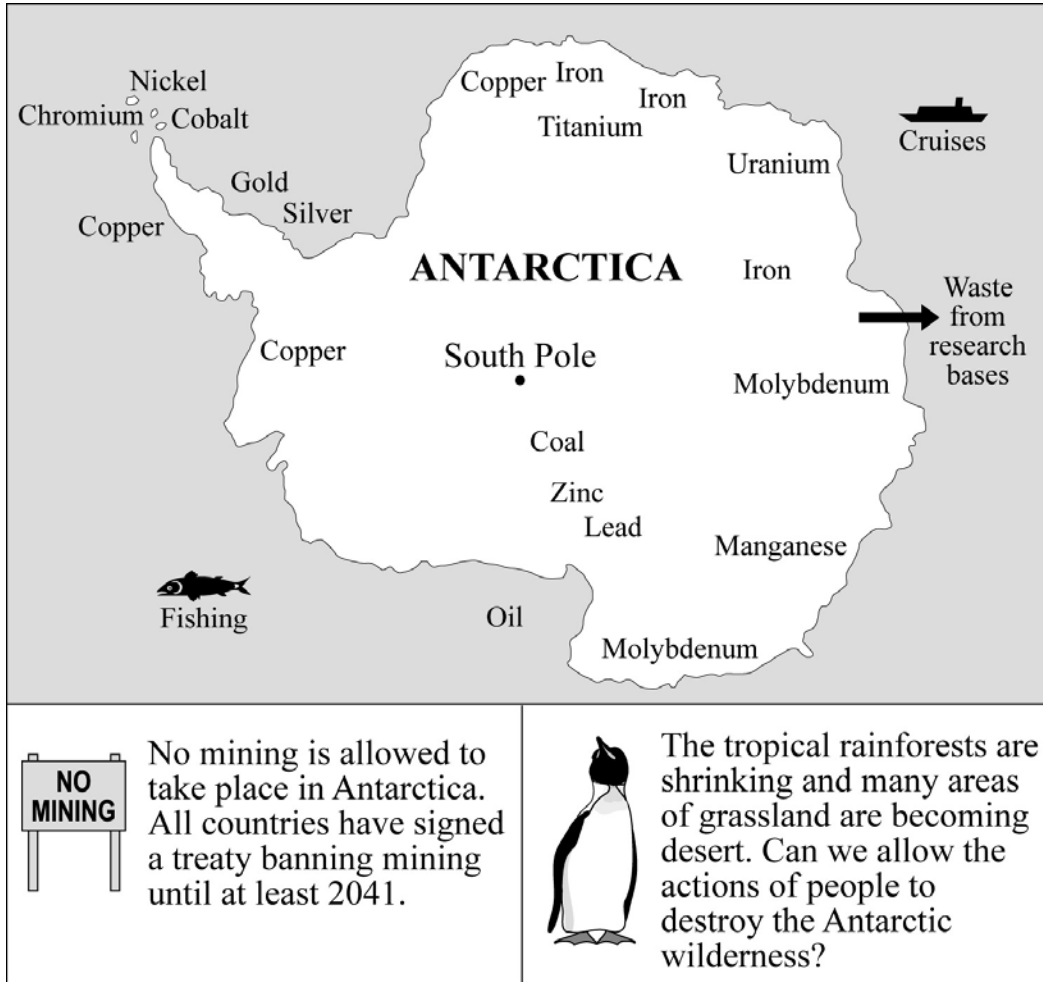 Nickel
Chromium
Cobalt
Copper
Iron
Iron
Titanium
Cruises
Uranium
Gold
Silver
Copper
ANTARCTICA
Iron
Waste
from
research
bases
Copper
South Pole
Molybdenum
Coal
Zinc
Lead
Manganese
Fishing
Oil
Molybdenum
NO
MINING
No mining is allowed to
take place in Antarctica.
All countries have signed
a treaty banning mining
until at least 2041.
The tropical rainforests are
shrinking and many areas
of grassland are becoming
desert. Can we allow the
actions of people to
destroy the Antarctic
wilderness?